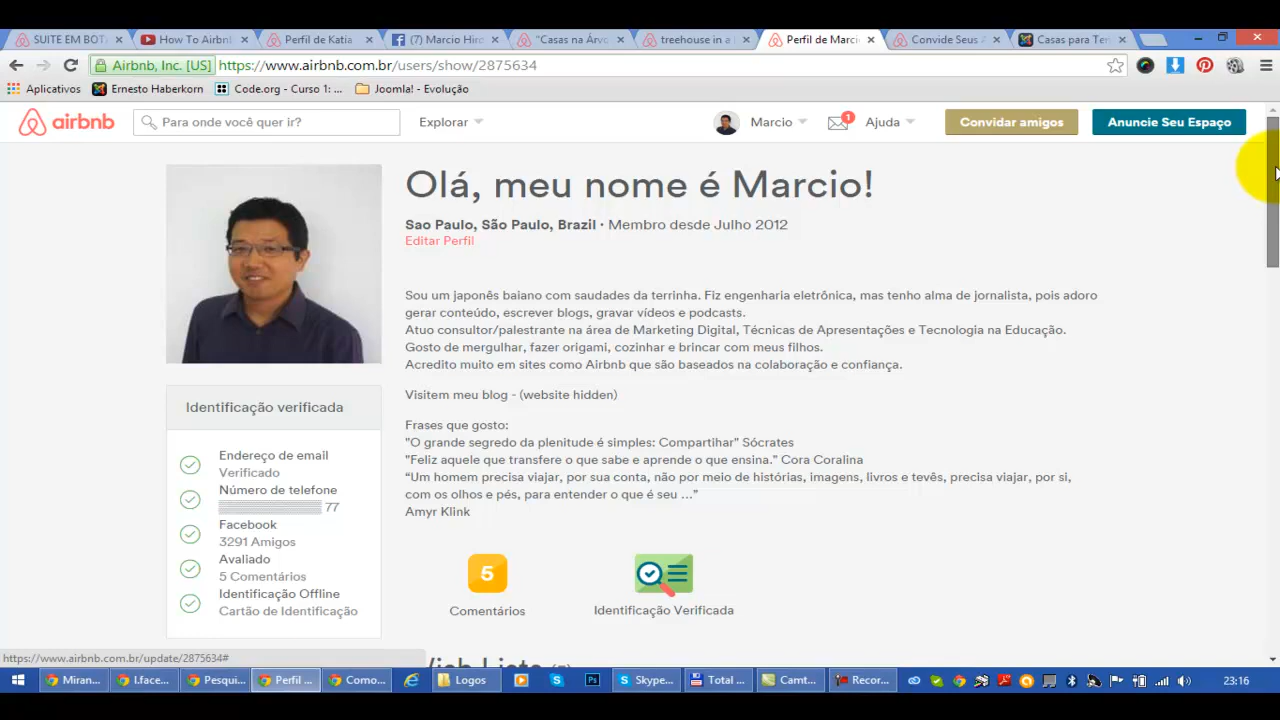 SUITE EM BOT
How To Airbn
Perfil de Katia
(7) Marcio Hiro
"Casas na Árvo
treehouse in a
Perfil de Marci
Convide Seus A
Casas para Ten
Airbnb, Inc. [US]
https://www.airbnb.com.br/users/show/2875634
Aplicativos
Ernesto Haberkorn
Code.org - Curso 1: ...
Joomla! - Evolução
airbnb
Para onde você quer ir?
Explorar
Marcio
1
Ajuda
Convidar amigos
Anuncie Seu Espaço
Olá, meu nome é Marcio!
Sao Paulo, São Paulo, Brazil · Membro desde Julho 2012
Editar Perfil
Sou um japonês baiano com saudades da terrinha. Fiz engenharia eletrônica, mas tenho alma de jornalista, pois adoro
gerar conteúdo, escrever blogs, gravar vídeos e podcasts.
Atuo consultor/palestrante na área de Marketing Digital, Técnicas de Apresentações e Tecnologia na Educação.
Gosto de mergulhar, fazer origami, cozinhar e brincar com meus filhos.
Acredito muito em sites como Airbnb que são baseados na colaboração e confiança.
Visitem meu blog - (website hidden)
Frases que gosto:
"O grande segredo da plenitude é simples: Compartihar" Sócrates
"Feliz aquele que transfere o que sabe e aprende o que ensina." Cora Coralina
“Um homem precisa viajar, por sua conta, não por meio de histórias, imagens, livros e tevês, precisa viajar, por si,
com os olhos e pés, para entender o que é seu ...”
Amyr Klink
5
Comentários
Identificação Verificada
Identificação verificada
Endereço de email
Verificado
Número de telefone
77
Facebook
3291 Amigos
Avaliado
5 Comentários
Identificação Offline
Cartão de Identificação
https://www.airbnb.com.br/update/2875634#
Miran...
I.face...
Pesqui...
Perfil ...
Como...
Logos
Skype...
Total ...
Camt...
Recor...
23:16